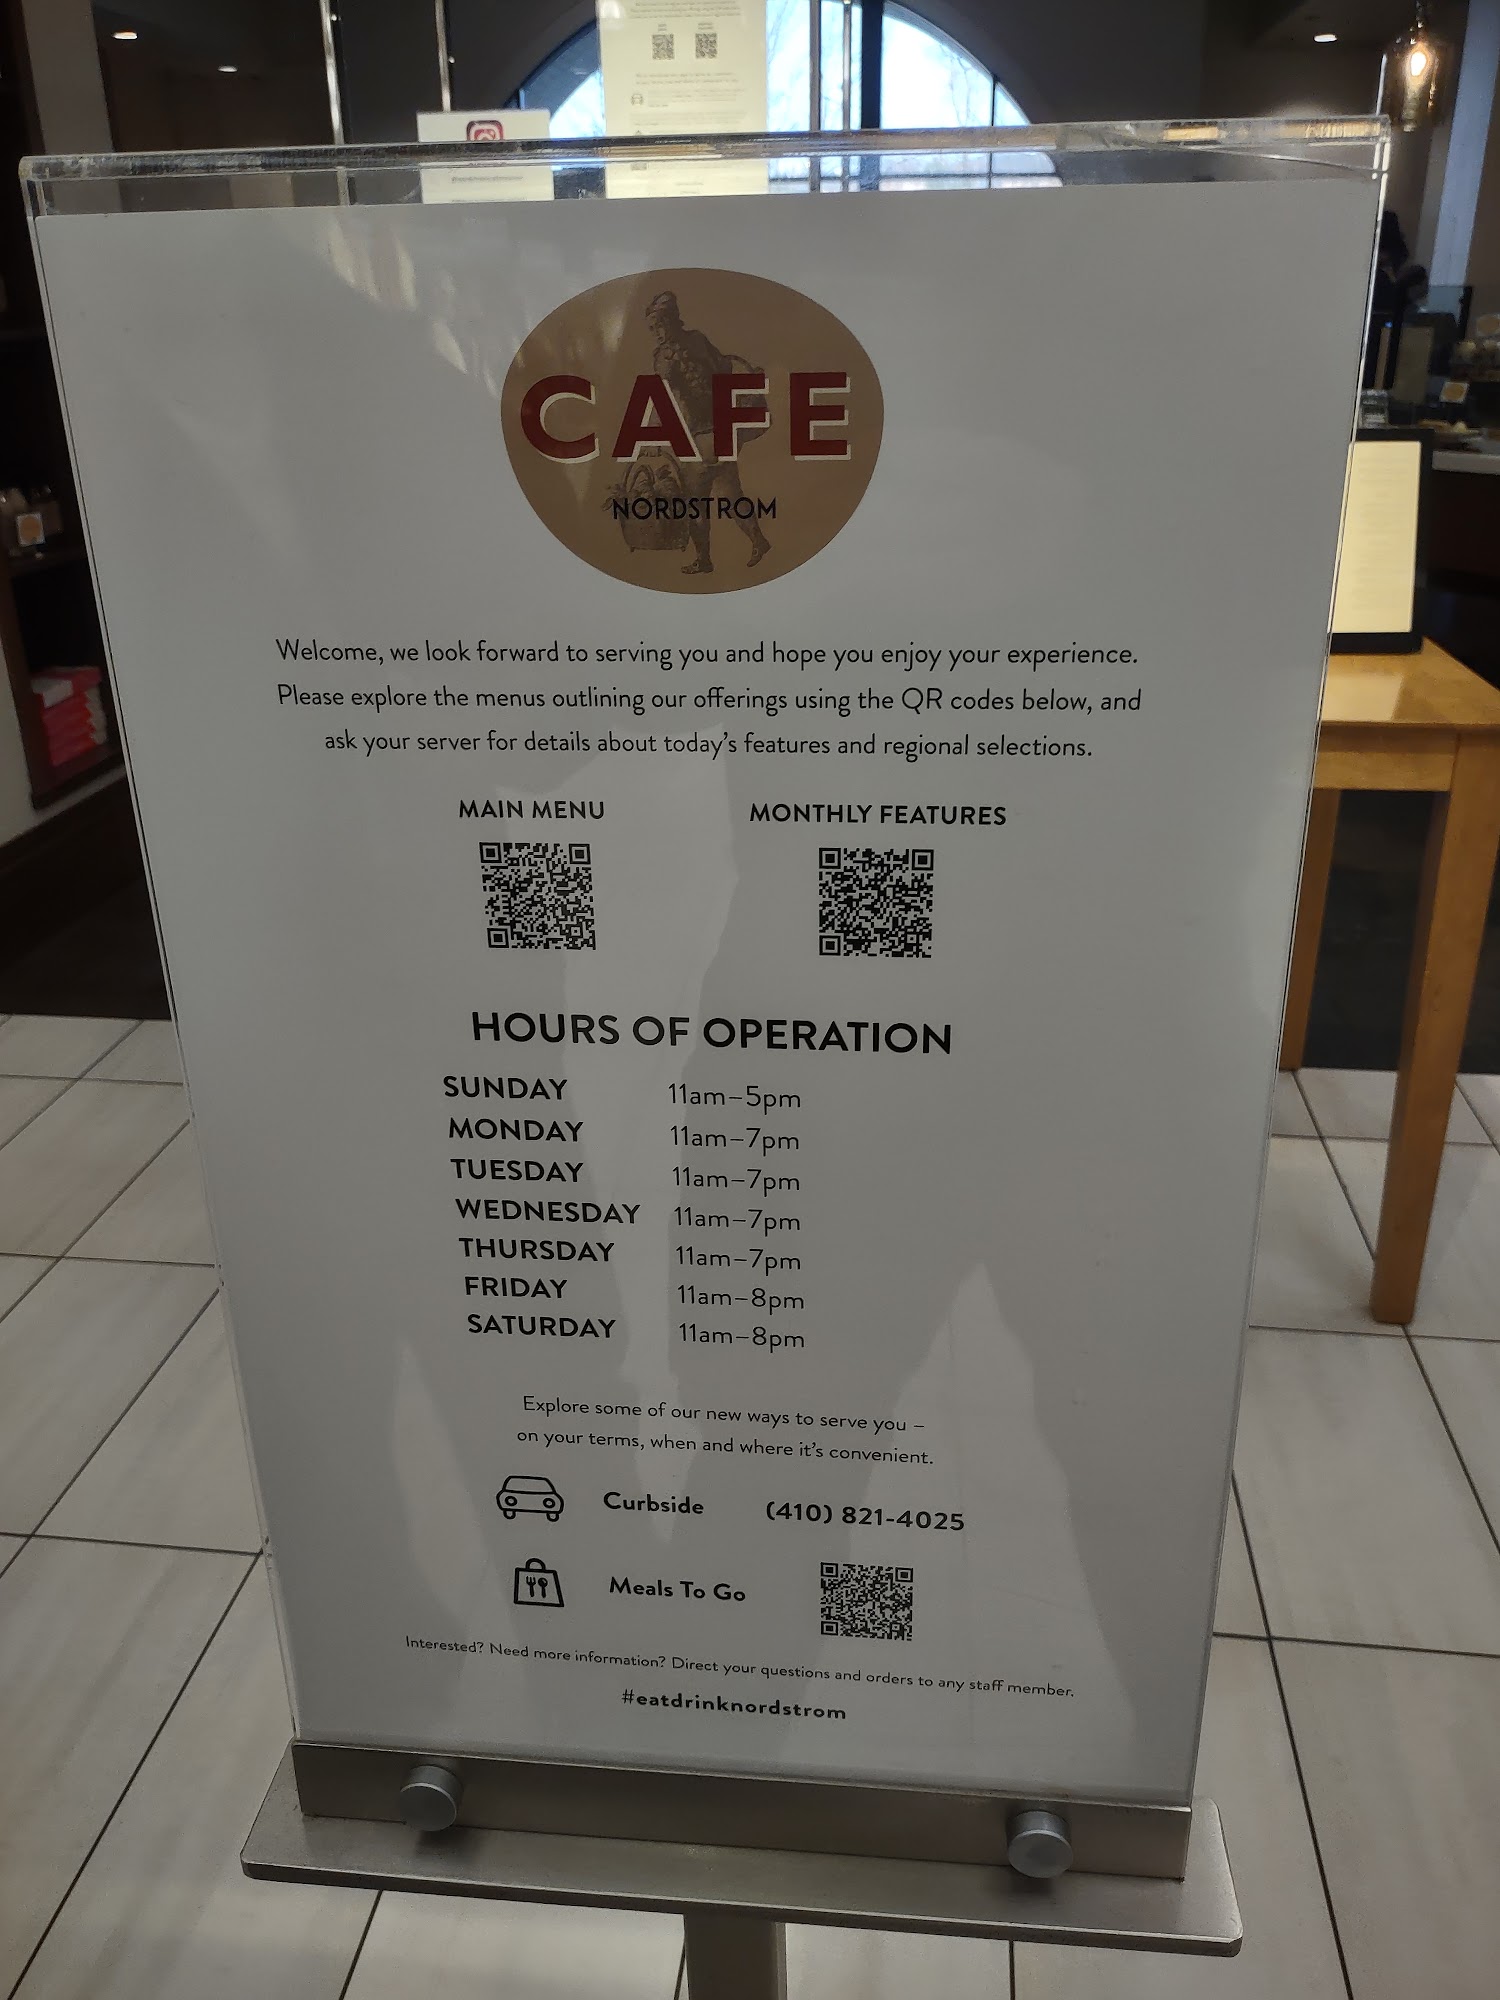 CAFE
NORDSTROM
Welcome, we look forward to serving you and hope you enjoy your experience.
Please explore the menus outlining our offerings using the QR codes below, and
ask your server for details about today's features and regional selections.
MAIN MENU MONTHLY FEATURES
HOURS OF OPERATION
SUNDAY 11am–5pm
MONDAY 11am–7pm
TUESDAY 11am–7pm
WEDNESDAY 11am–7pm
THURSDAY 11am–7pm
FRIDAY 11am–8pm
SATURDAY 11am–8pm
Explore some of our new ways to serve you –
on your terms, when and where it's convenient.
Curbside (410) 821-4025
Meals To Go
Interested? Need more information? Direct your questions and orders to any staff member.
#eatdrinknordstrom